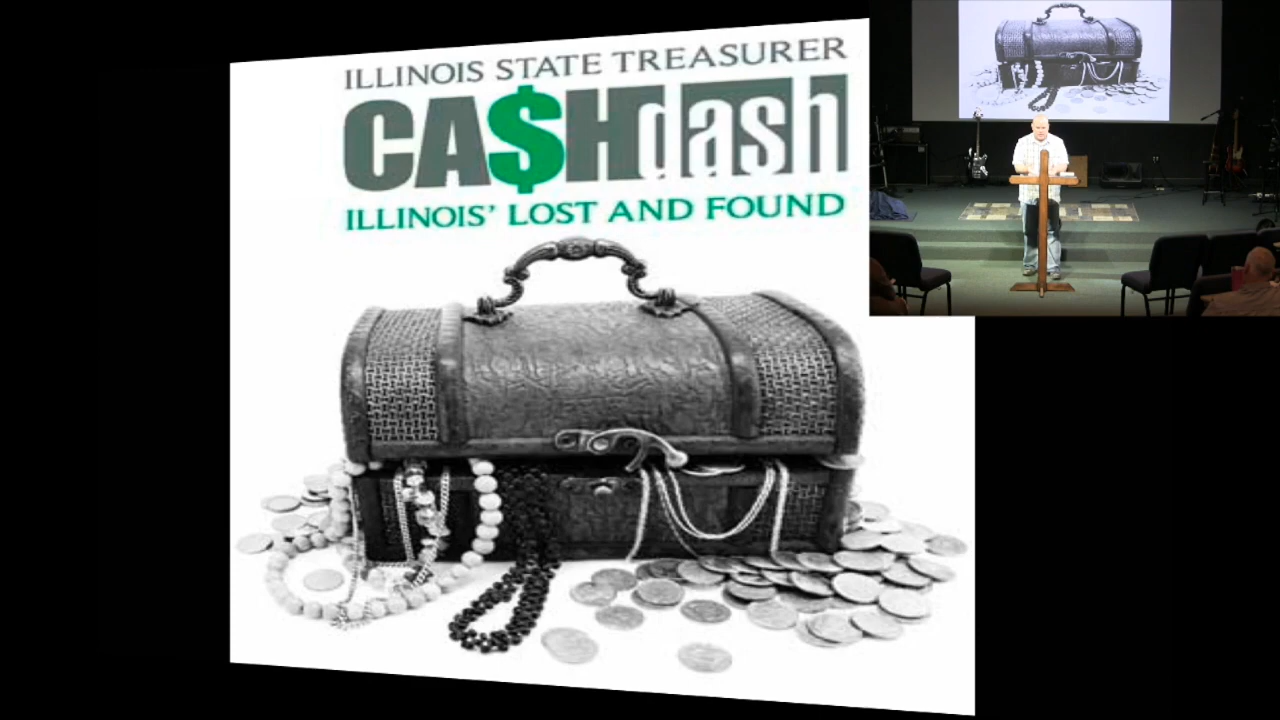 ILLINOIS STATE TREASURER
CA$Hdash
ILLINOIS' LOST AND FOUND